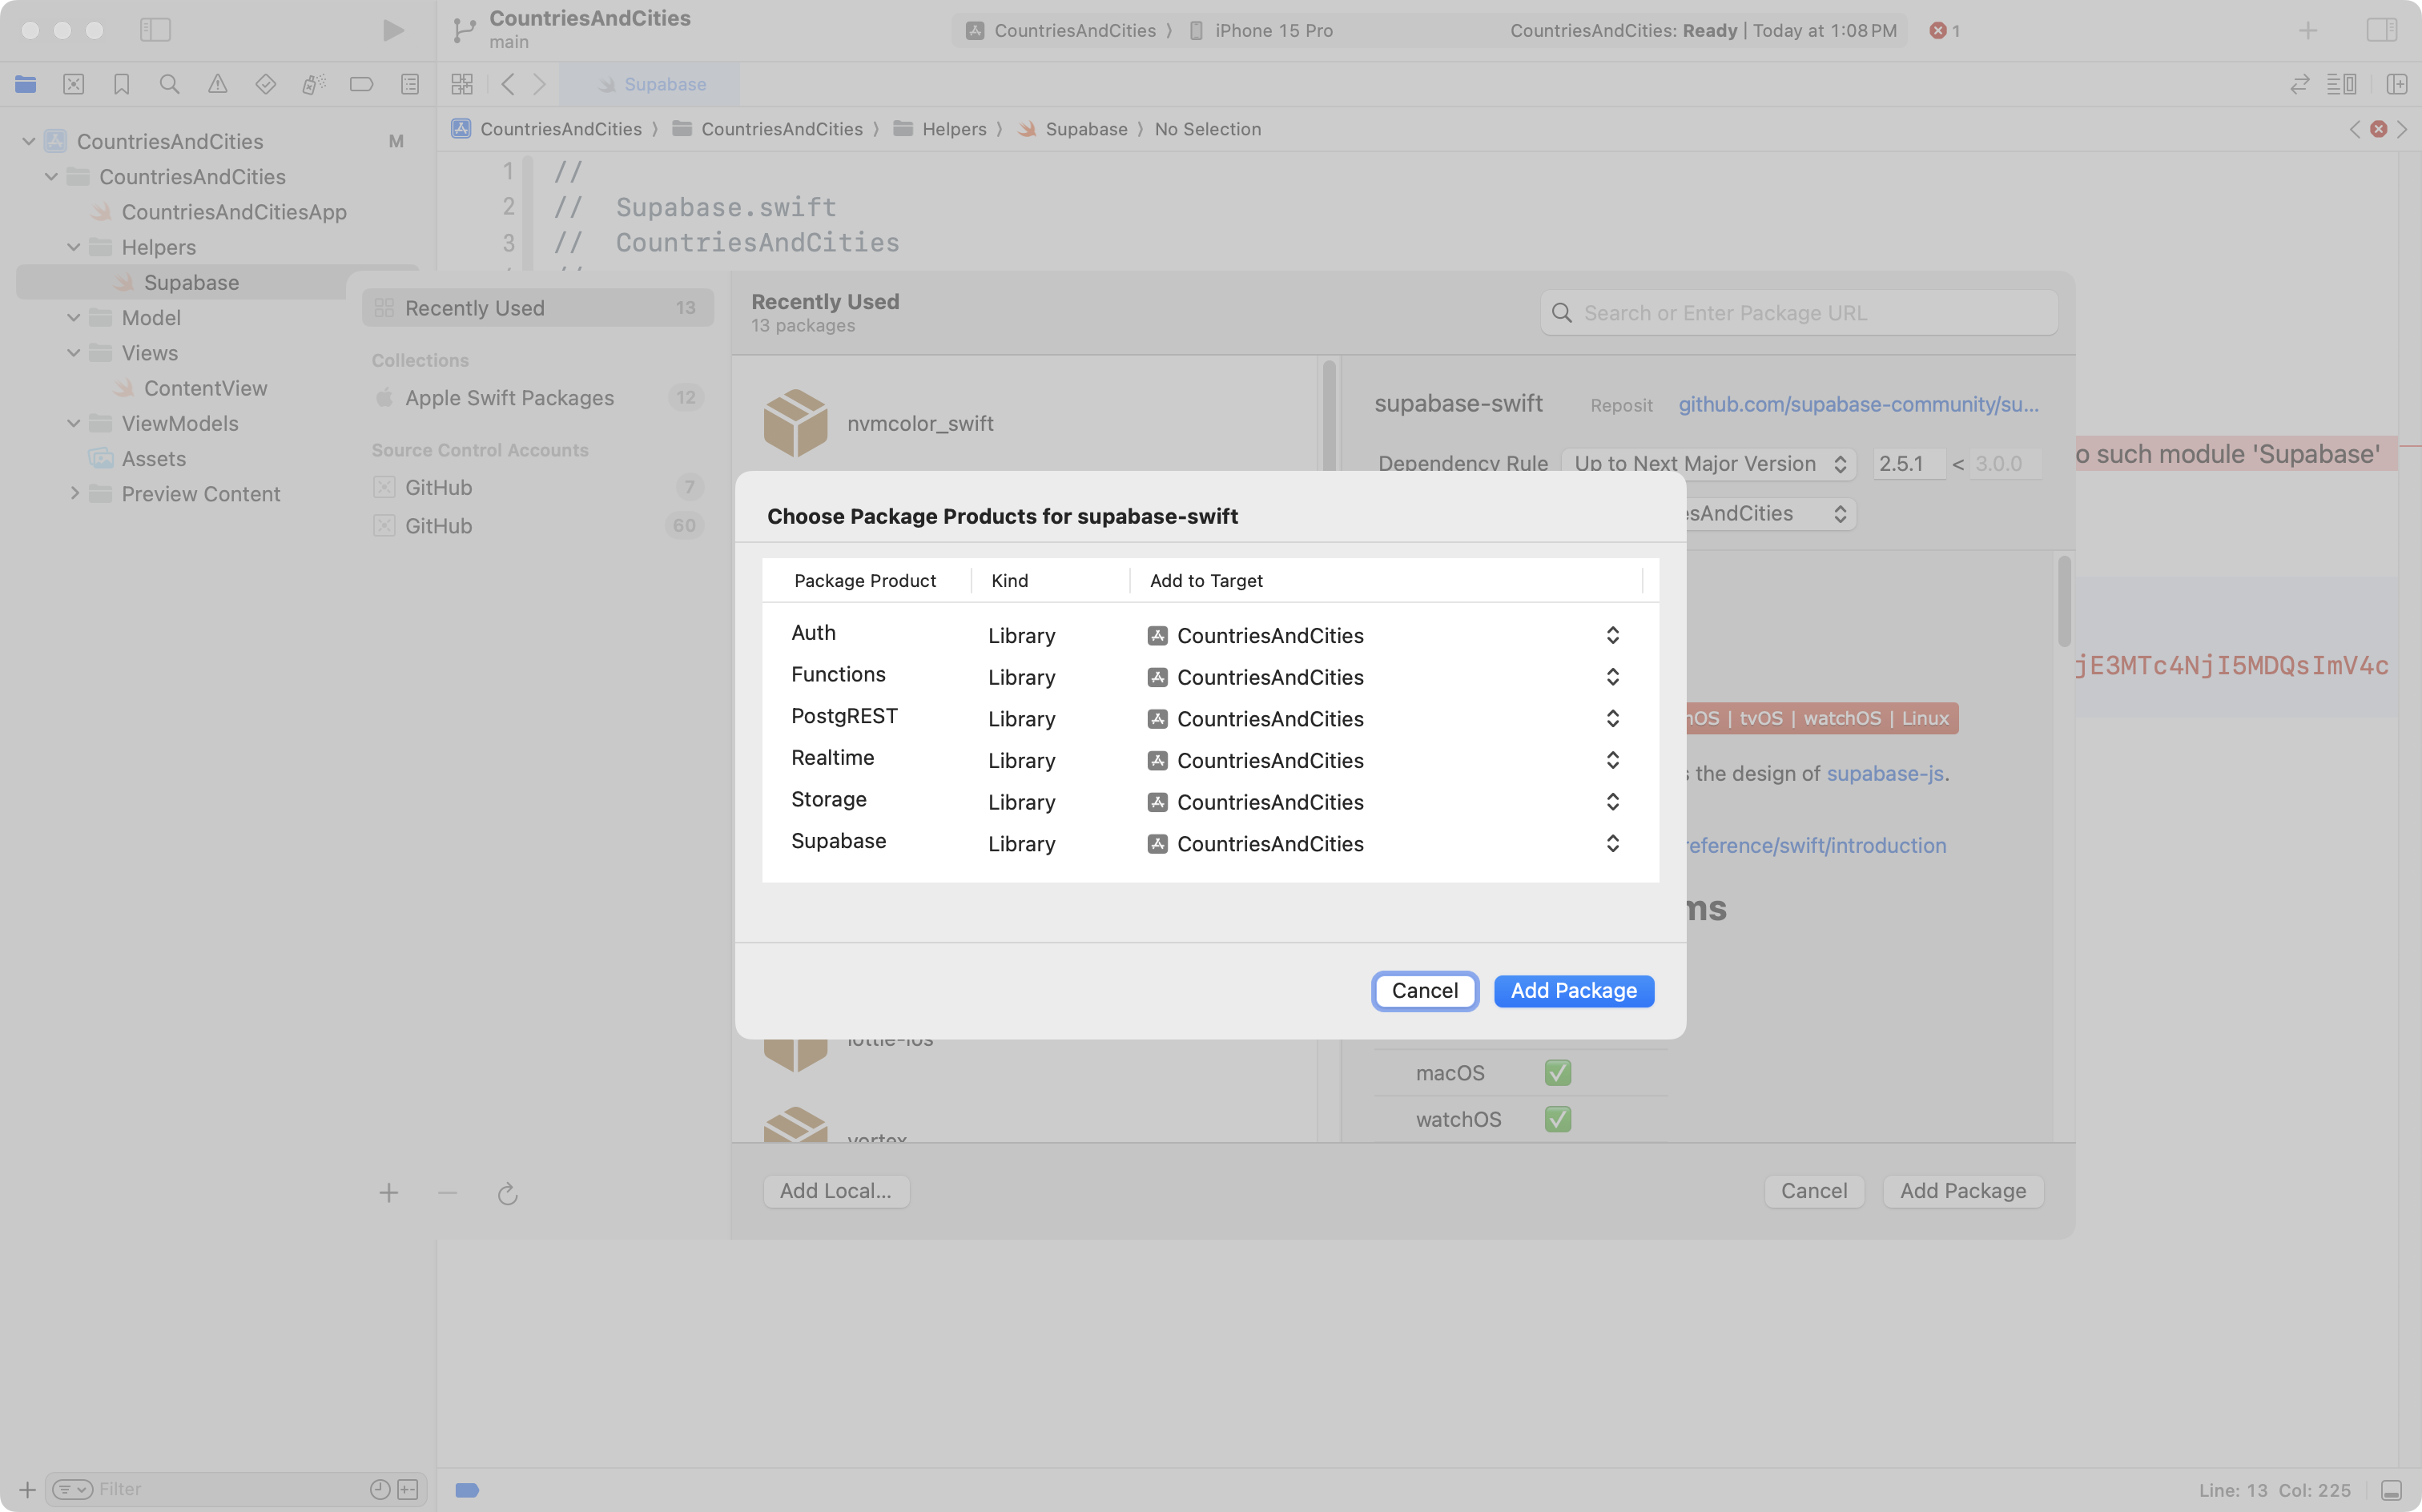 CountriesAndCities
main
CountriesAndCities
iPhone 15 Pro
CountriesAndCities: Ready | Today at 1:08 PM
1
Supabase
CountriesAndCities
CountriesAndCities
Helpers
Supabase
No Selection
CountriesAndCities
M
CountriesAndCities
CountriesAndCitiesApp
Helpers
Supabase
Model
Views
ContentView
ViewModels
Assets
Preview Content
1 //
2 // Supabase.swift
3 // CountriesAndCities
Recently Used 13
Collections
Apple Swift Packages 12
Source Control Accounts
GitHub 7
GitHub 60
Recently Used
13 packages
Search or Enter Package URL
nvmcolor_swift
supabase-swift
Reposit
github.com/supabase-community/su...
Dependency Rule
Up to Next Major Version
2.5.1 < 3.0.0
sAndCities
o such module 'Supabase'
jE3MTc4NjI5MDQsImV4c
OS | tvOS | watchOS | Linux
s the design of supabase-js.
eference/swift/introduction
ms
Choose Package Products for supabase-swift
Package Product Kind Add to Target
Auth Library CountriesAndCities
Functions Library CountriesAndCities
PostgREST Library CountriesAndCities
Realtime Library CountriesAndCities
Storage Library CountriesAndCities
Supabase Library CountriesAndCities
Cancel
Add Package
lottie-ios
vortex
macOS
watchOS
Add Local...
Cancel
Add Package
Filter
Line: 13 Col: 225